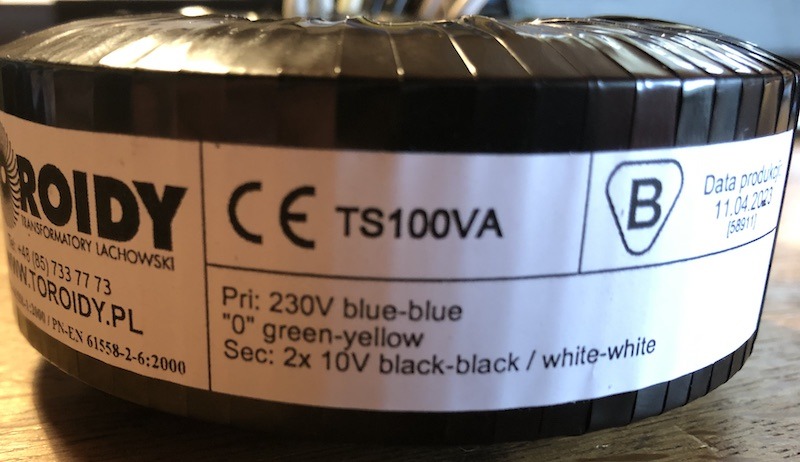 ROIDY
TRANSFORMATORY LACHOWSKI
+48 (85) 733 77 73
WWW.TOROIDY.PL
/ PN-EN 61558-2-6:2000
CE TS100VA
B
Data produkcji
11.04.2023
[58911]
Pri: 230V blue-blue
"0" green-yellow
Sec: 2x 10V black-black / white-white